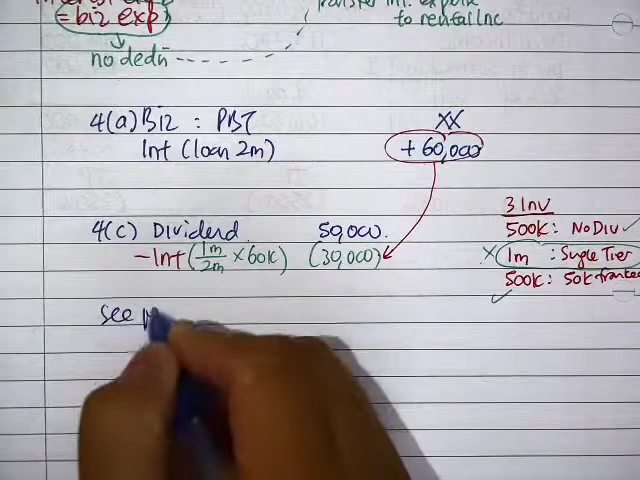 = biz exp
Transfer int. expense
to rental Inc
no dedn
4(a) Biz : PBT XX
Int (loan 2m) + 60,000
4(c) Dividend 50,000.
- Int (1m/2m × 60K) (30,000)
3 Inv
500K: No Div ✓
× 1m : Single Tier
500K: 50K franked
✓
see